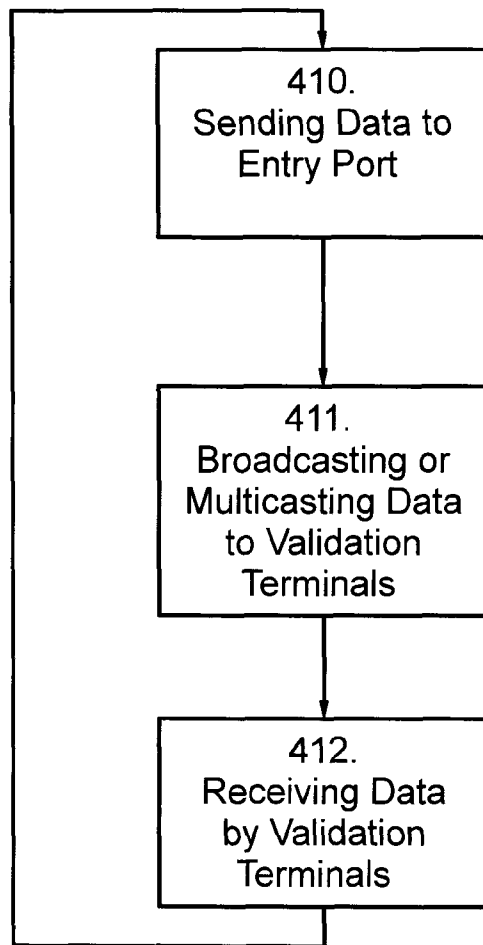 410.
Sending Data to
Entry Port
411.
Broadcasting or
Multicasting Data
to Validation
Terminals
412.
Receiving Data
by Validation
Terminals